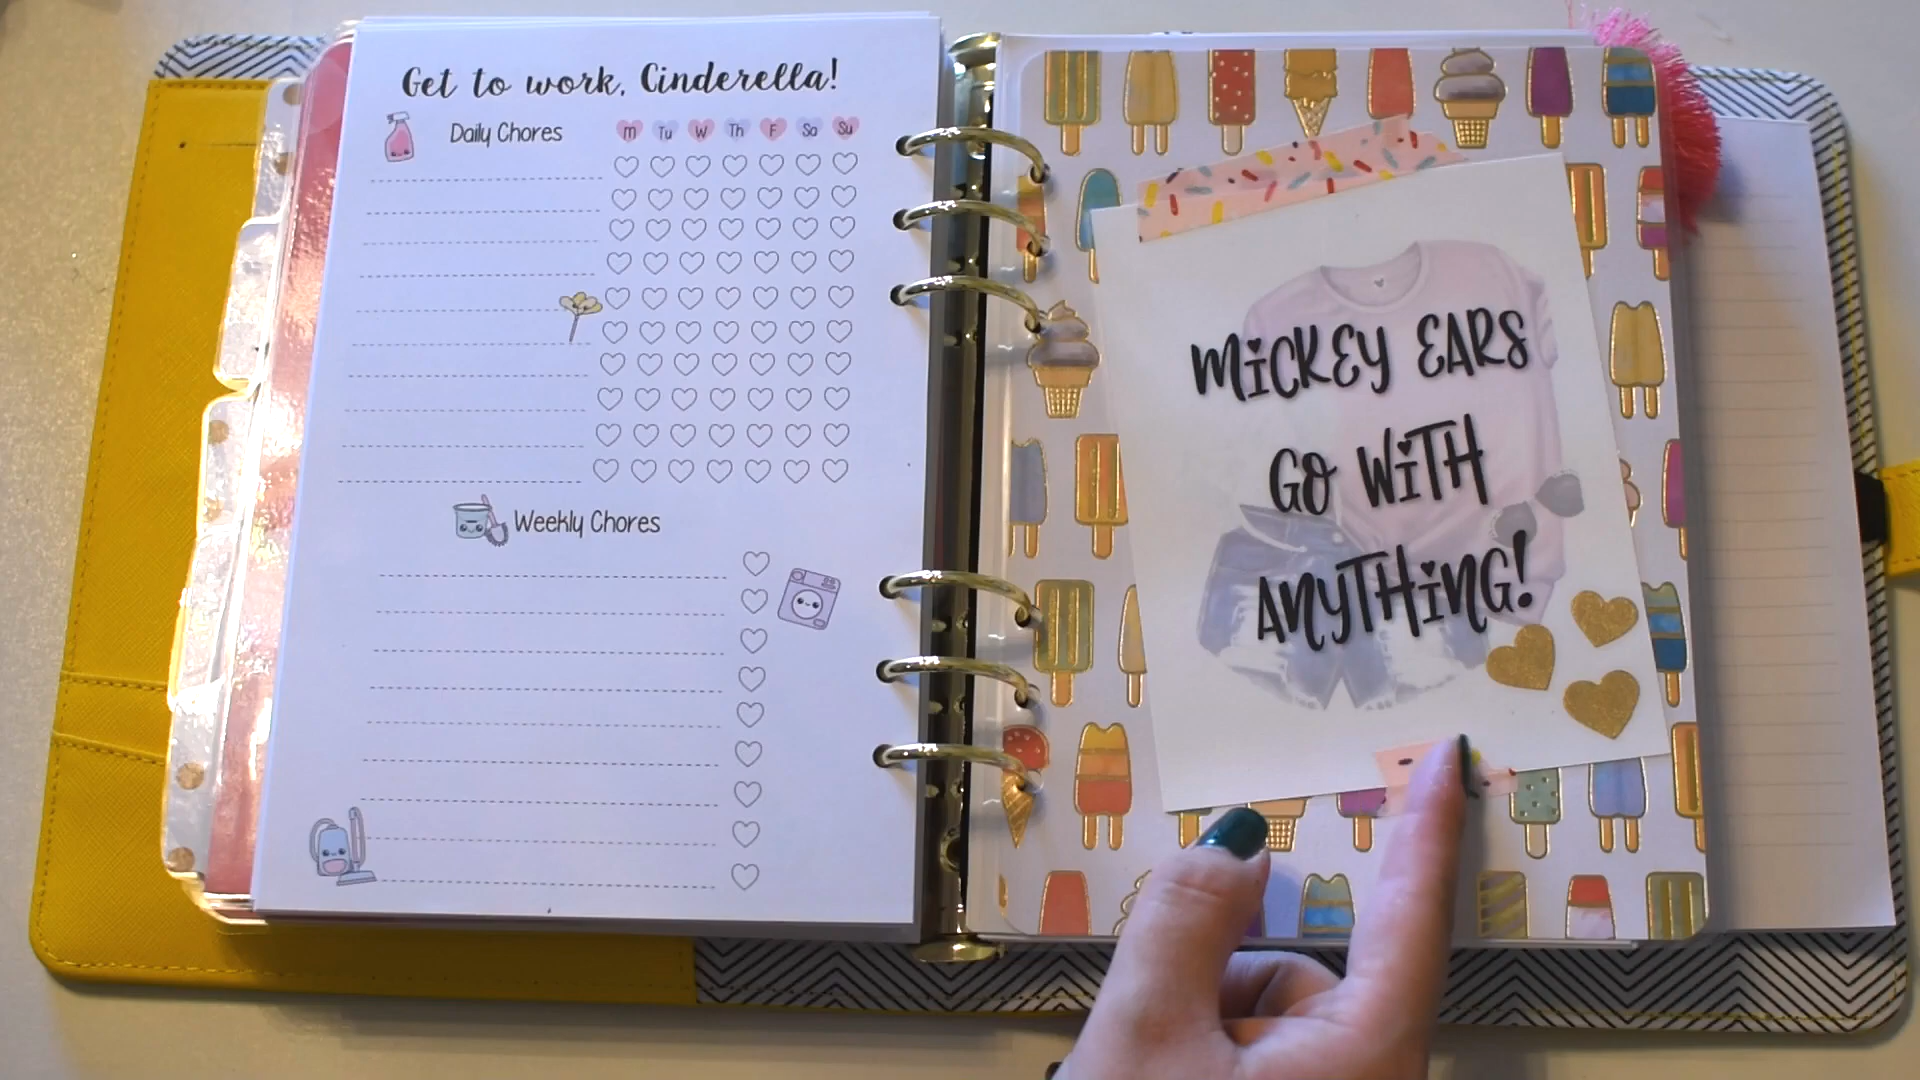 Get to work, Cinderella!
Daily Chores M Tu W Th F Sa Su
Weekly Chores
MICKEY EARS
GO WITH
ANYTHING!